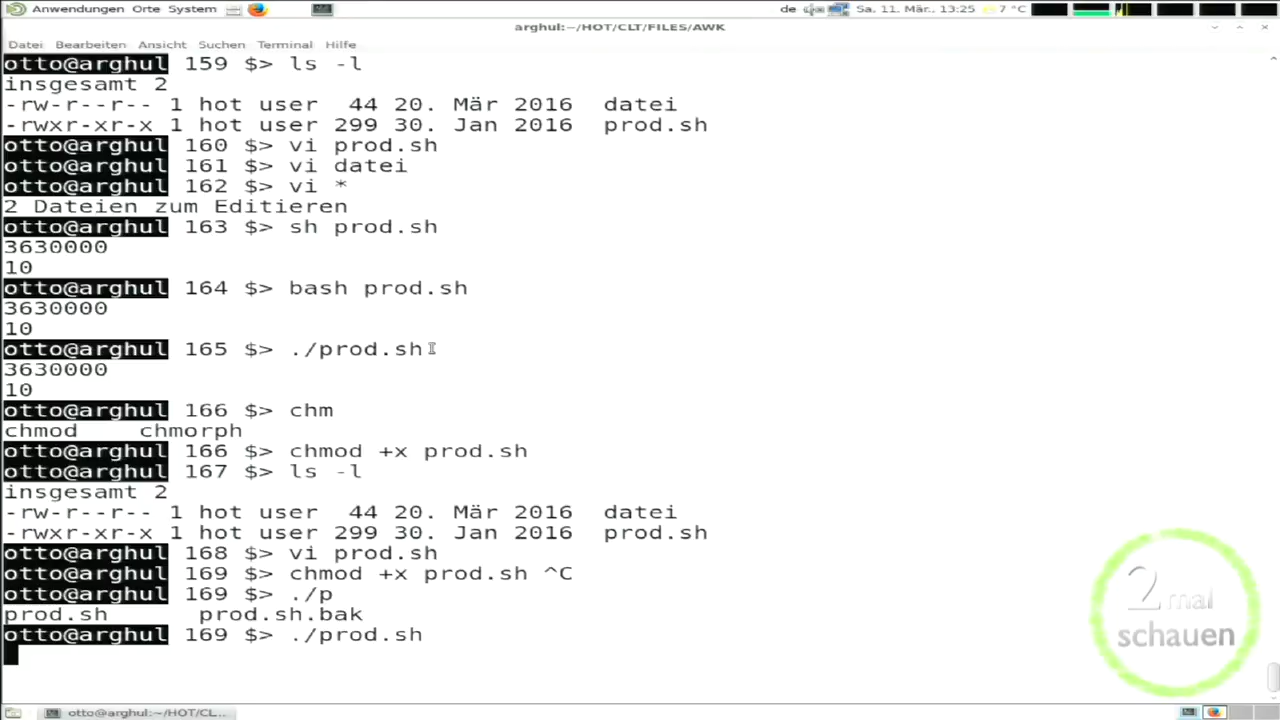 Anwendungen Orte System de Sa. 11. Mär., 13:25 7 °C
arghul:~/HOT/CLT/FILES/AWK
Datei Bearbeiten Ansicht Suchen Terminal Hilfe
otto@arghul 159 $> ls -l
insgesamt 2
-rw-r--r-- 1 hot user 44 20. Mär 2016 datei
-rwxr-xr-x 1 hot user 299 30. Jan 2016 prod.sh
otto@arghul 160 $> vi prod.sh
otto@arghul 161 $> vi datei
otto@arghul 162 $> vi *
2 Dateien zum Editieren
otto@arghul 163 $> sh prod.sh
3630000
10
otto@arghul 164 $> bash prod.sh
3630000
10
otto@arghul 165 $> ./prod.sh
3630000
10
otto@arghul 166 $> chm
chmod chmorph
otto@arghul 166 $> chmod +x prod.sh
otto@arghul 167 $> ls -l
insgesamt 2
-rw-r--r-- 1 hot user 44 20. Mär 2016 datei
-rwxr-xr-x 1 hot user 299 30. Jan 2016 prod.sh
otto@arghul 168 $> vi prod.sh
otto@arghul 169 $> chmod +x prod.sh ^C
otto@arghul 169 $> ./p
prod.sh prod.sh.bak
otto@arghul 169 $> ./prod.sh
2 mal
schauen
otto@arghul:~/HOT/CL...